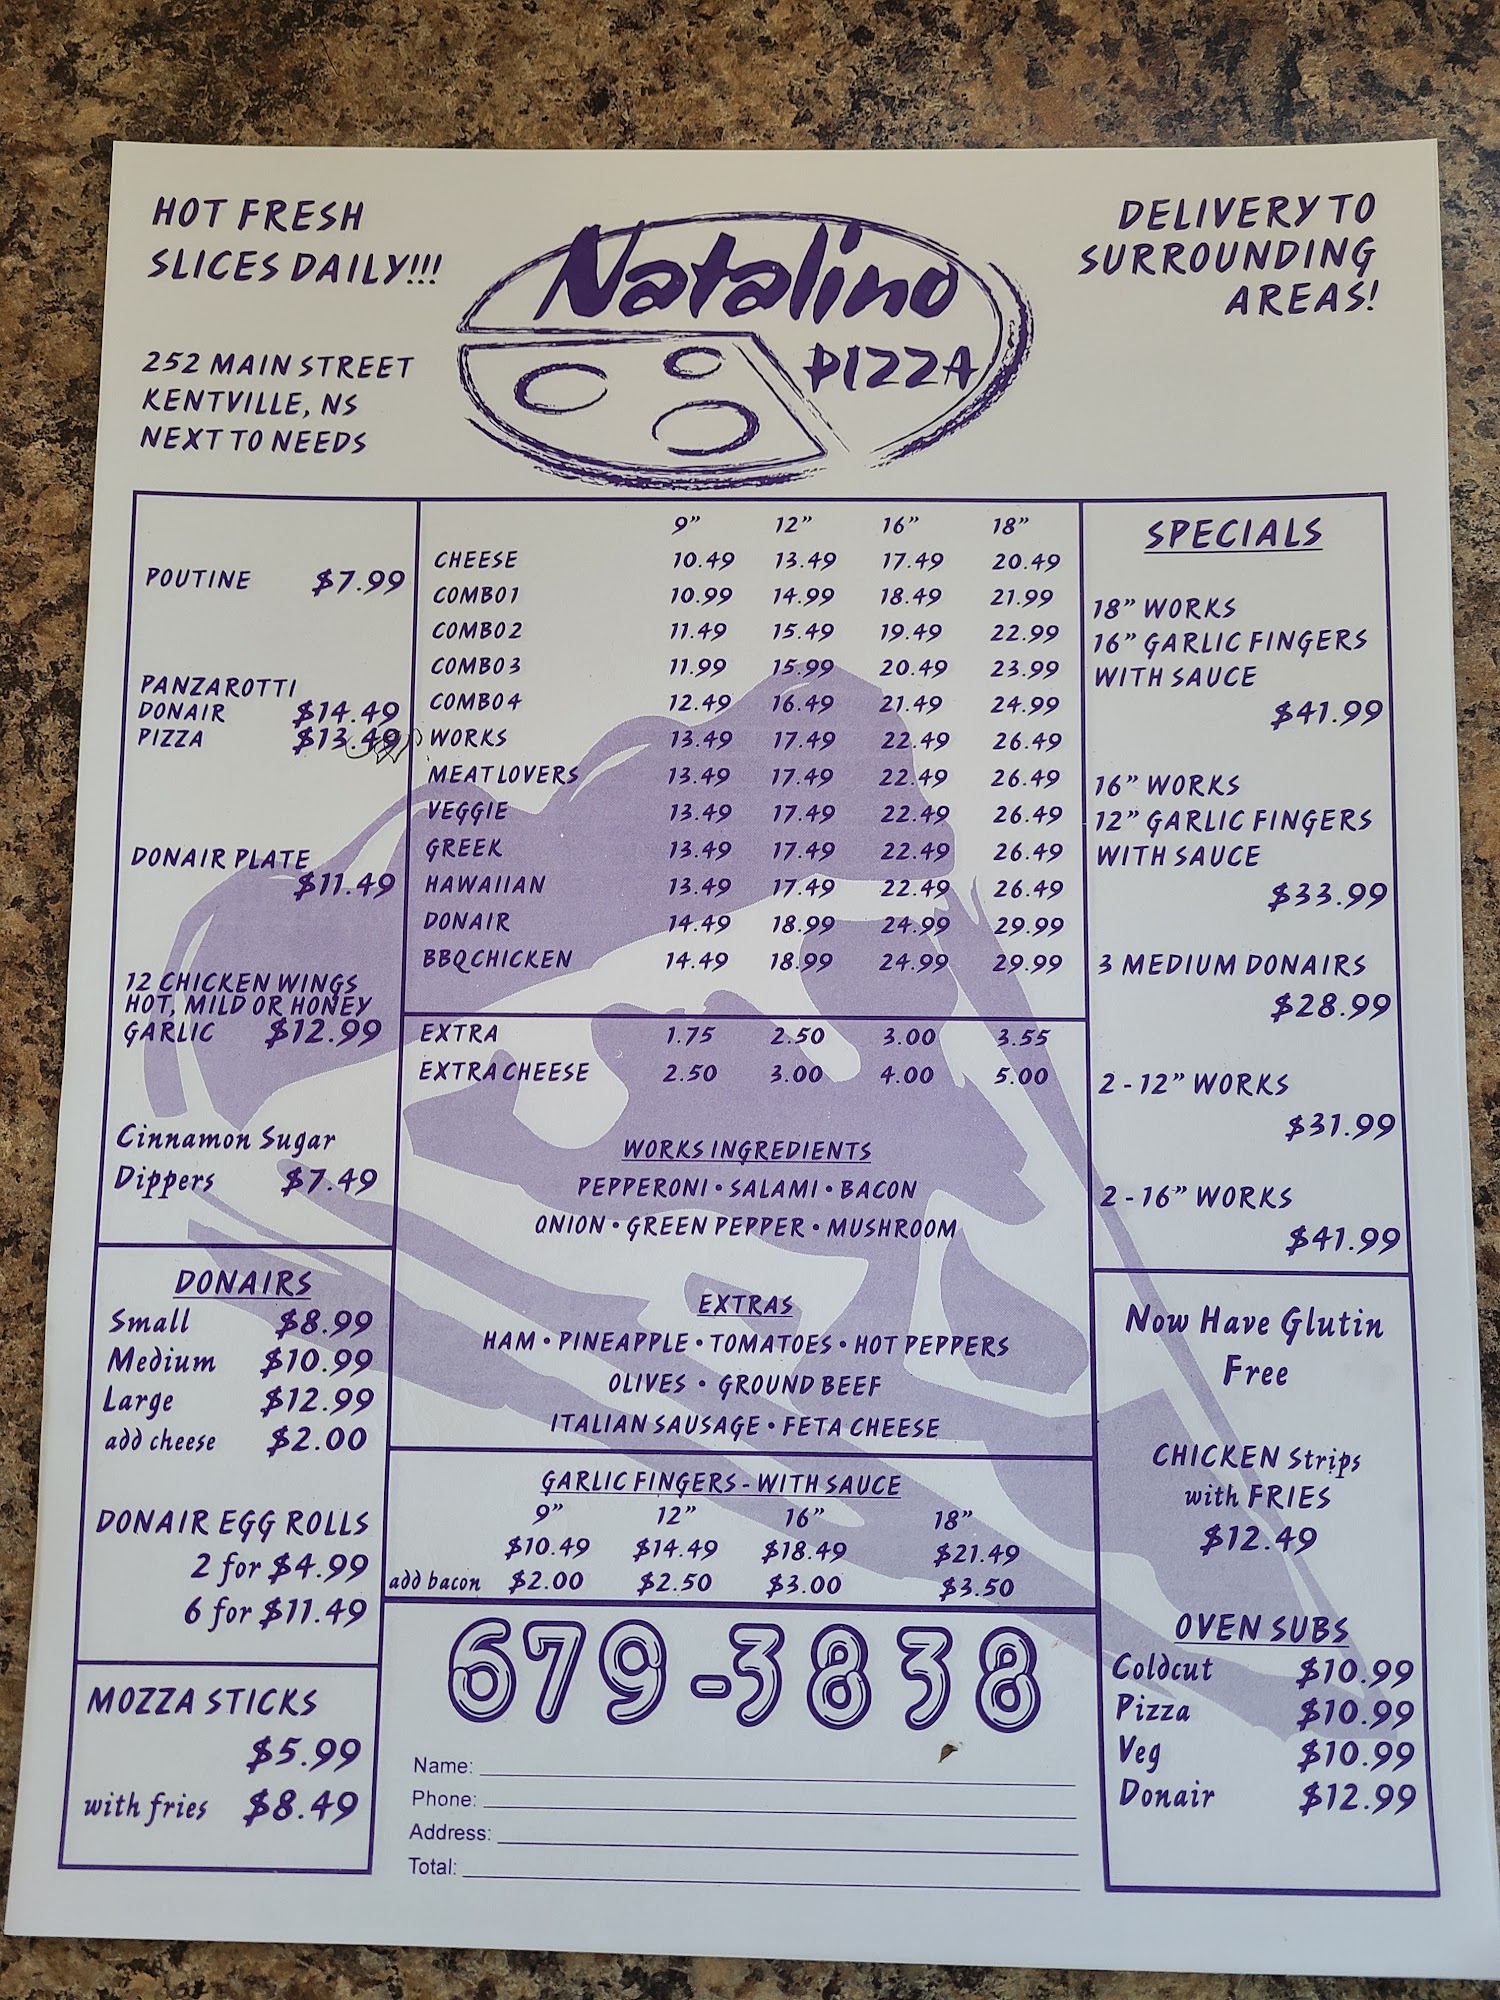 HOT FRESH
SLICES DAILY!!!
252 MAIN STREET
KENTVILLE, NS
NEXT TO NEEDS
Natalino
PIZZA
DELIVERY TO
SURROUNDING
AREAS!
POUTINE $7.99
PANZAROTTI
DONAIR $14.49
PIZZA $13.49
DONAIR PLATE
$11.49
12 CHICKEN WINGS
HOT, MILD OR HONEY
GARLIC $12.99
Cinnamon Sugar
Dippers $7.49
DONAIRS
Small $8.99
Medium $10.99
Large $12.99
add cheese $2.00
DONAIR EGG ROLLS
2 for $4.99
6 for $11.49
MOZZA STICKS
$5.99
with fries $8.49
9" 12" 16" 18"
CHEESE 10.49 13.49 17.49 20.49
COMBO 1 10.99 14.99 18.49 21.99
COMBO 2 11.49 15.49 19.49 22.99
COMBO 3 11.99 15.99 20.49 23.99
COMBO 4 12.49 16.49 21.49 24.99
WORKS 13.49 17.49 22.49 26.49
MEAT LOVERS 13.49 17.49 22.49 26.49
VEGGIE 13.49 17.49 22.49 26.49
GREEK 13.49 17.49 22.49 26.49
HAWAIIAN 13.49 17.49 22.49 26.49
DONAIR 14.49 18.99 24.99 29.99
BBQ CHICKEN 14.49 18.99 24.99 29.99
EXTRA 1.75 2.50 3.00 3.55
EXTRA CHEESE 2.50 3.00 4.00 5.00
WORKS INGREDIENTS
PEPPERONI • SALAMI • BACON
ONION • GREEN PEPPER • MUSHROOM
EXTRAS
HAM • PINEAPPLE • TOMATOES • HOT PEPPERS
OLIVES • GROUND BEEF
ITALIAN SAUSAGE • FETA CHEESE
GARLIC FINGERS - WITH SAUCE
9" 12" 16" 18"
$10.49 $14.49 $18.49 $21.49
add bacon $2.00 $2.50 $3.00 $3.50
679-3838
Name:
Phone:
Address:
Total:
SPECIALS
18" WORKS
16" GARLIC FINGERS
WITH SAUCE
$41.99
16" WORKS
12" GARLIC FINGERS
WITH SAUCE
$33.99
3 MEDIUM DONAIRS
$28.99
2 - 12" WORKS
$31.99
2 - 16" WORKS
$41.99
Now Have Glutin
Free
CHICKEN Strips
with FRIES
$12.49
OVEN SUBS
Coldcut $10.99
Pizza $10.99
Veg $10.99
Donair $12.99